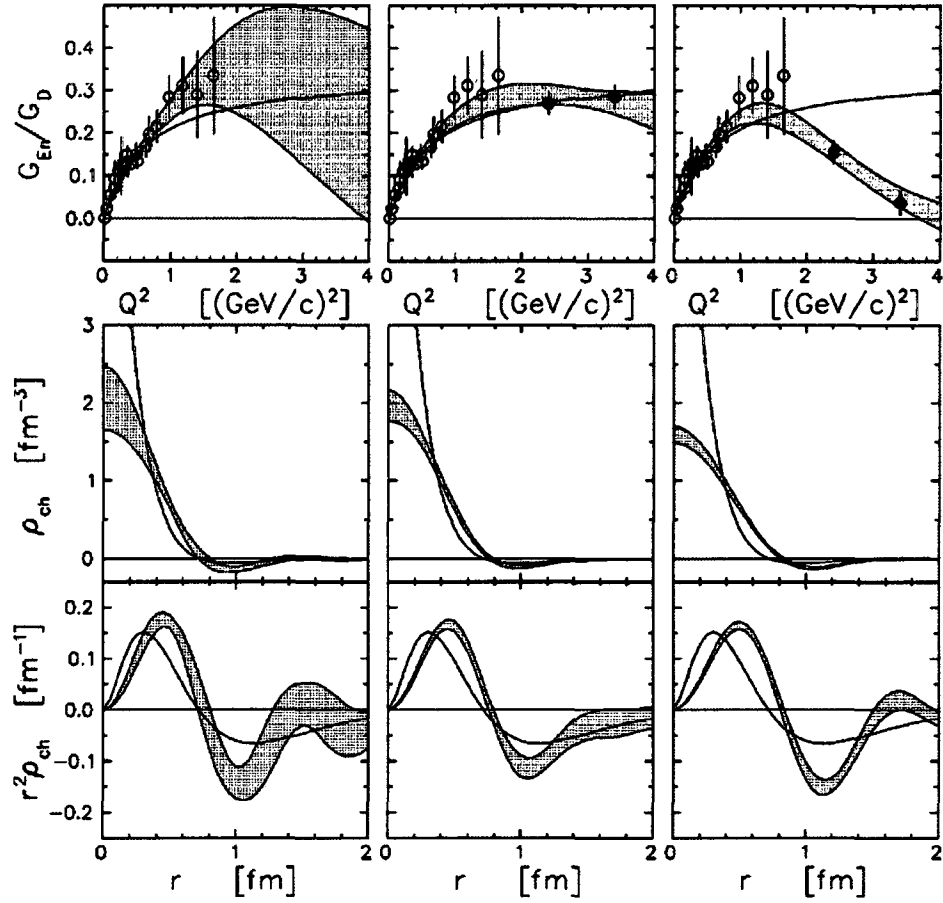 G_En/G_D
0.4
0.3
0.2
0.1
0.0
0 1 2 3 4
0 1 2 3 4
0 1 2 3 4
Q² [(GeV/c)²]
Q² [(GeV/c)²]
Q² [(GeV/c)²]
ρ_ch [fm⁻³]
3
2
1
0
r²ρ_ch [fm⁻¹]
0.2
0.1
0.0
−0.1
−0.2
0 1 2
0 1 2
0 1 2
r [fm]
r [fm]
r [fm]